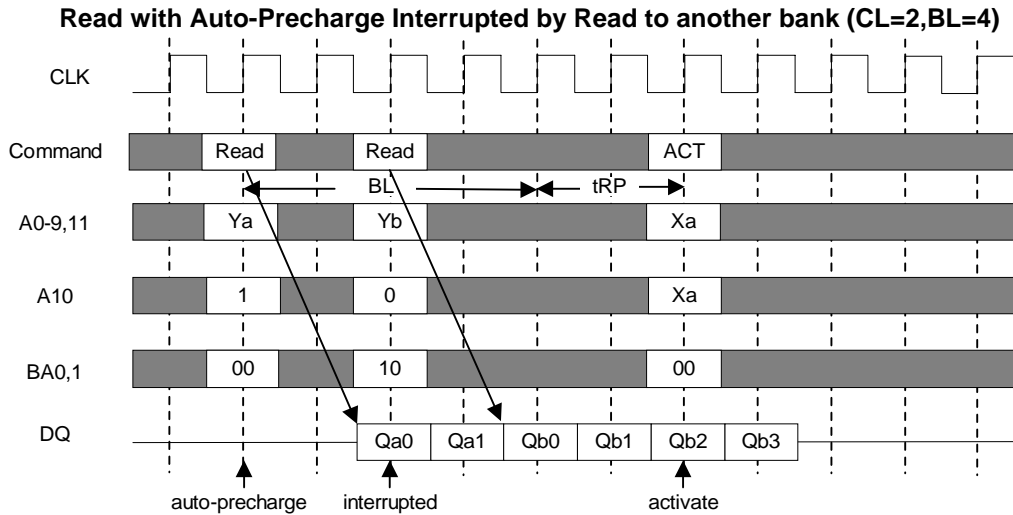 Read with Auto-Precharge Interrupted by Read to another bank (CL=2,BL=4)
CLK
Command Read Read ACT
BL tRP
A0-9,11 Ya Yb Xa
A10 1 0 Xa
BA0,1 00 10 00
DQ Qa0 Qa1 Qb0 Qb1 Qb2 Qb3
auto-precharge interrupted activate